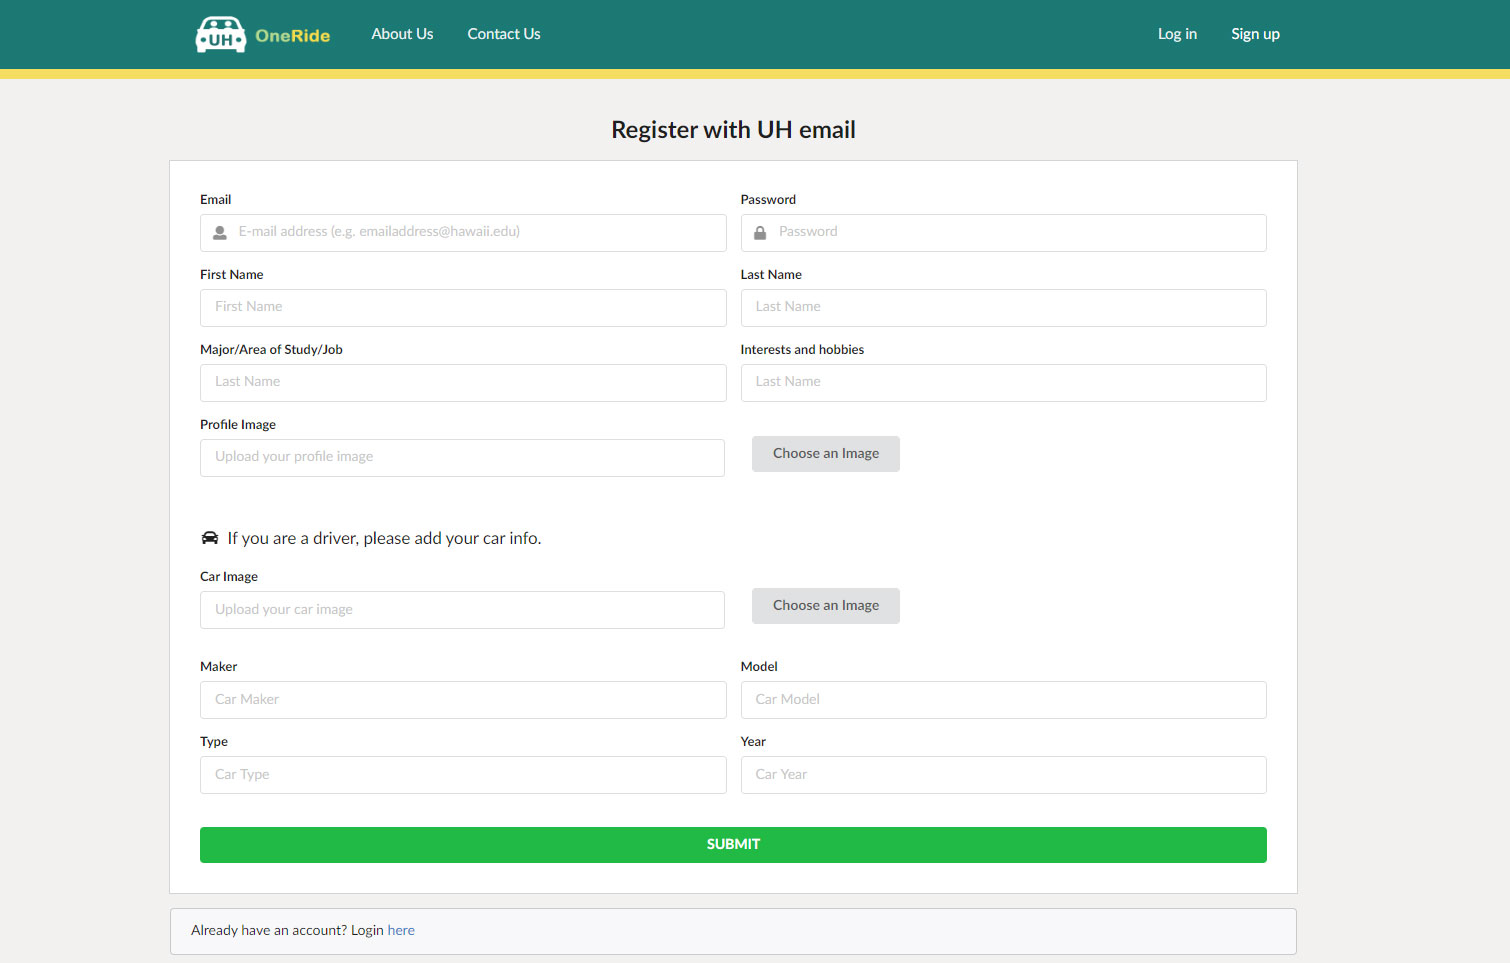 UH OneRide About Us Contact Us Log in Sign up
Register with UH email
Email Password
E-mail address (e.g. emailaddress@hawaii.edu) Password
First Name Last Name
First Name Last Name
Major/Area of Study/Job Interests and hobbies
Last Name Last Name
Profile Image
Upload your profile image Choose an Image
If you are a driver, please add your car info.
Car Image
Upload your car image Choose an Image
Maker Model
Car Maker Car Model
Type Year
Car Type Car Year
SUBMIT
Already have an account? Login here